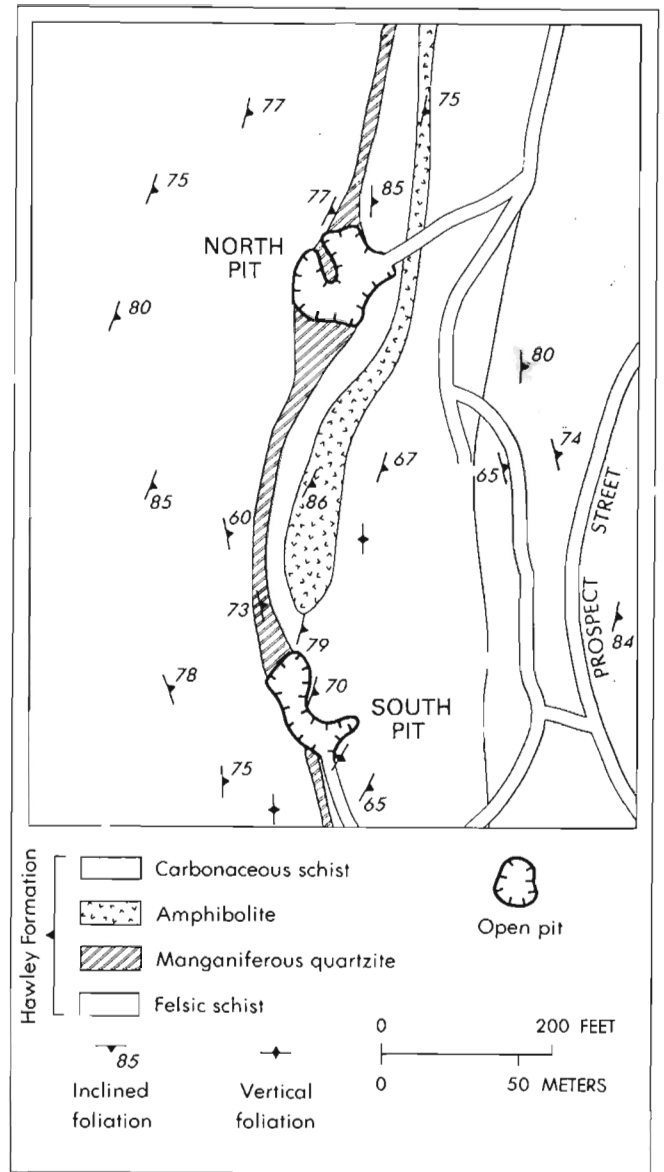 77
75
75
77
85
NORTH
PIT
80
80
74
67
65
STREET
85
86
60
73
PROSPECT
84
79
78
70
SOUTH
PIT
75
65
Hawley Formation
Carbonaceous schist
Amphibolite
Manganiferous quartzite
Felsic schist
Open pit
85
Inclined
foliation
Vertical
foliation
0 200 FEET
0 50 METERS